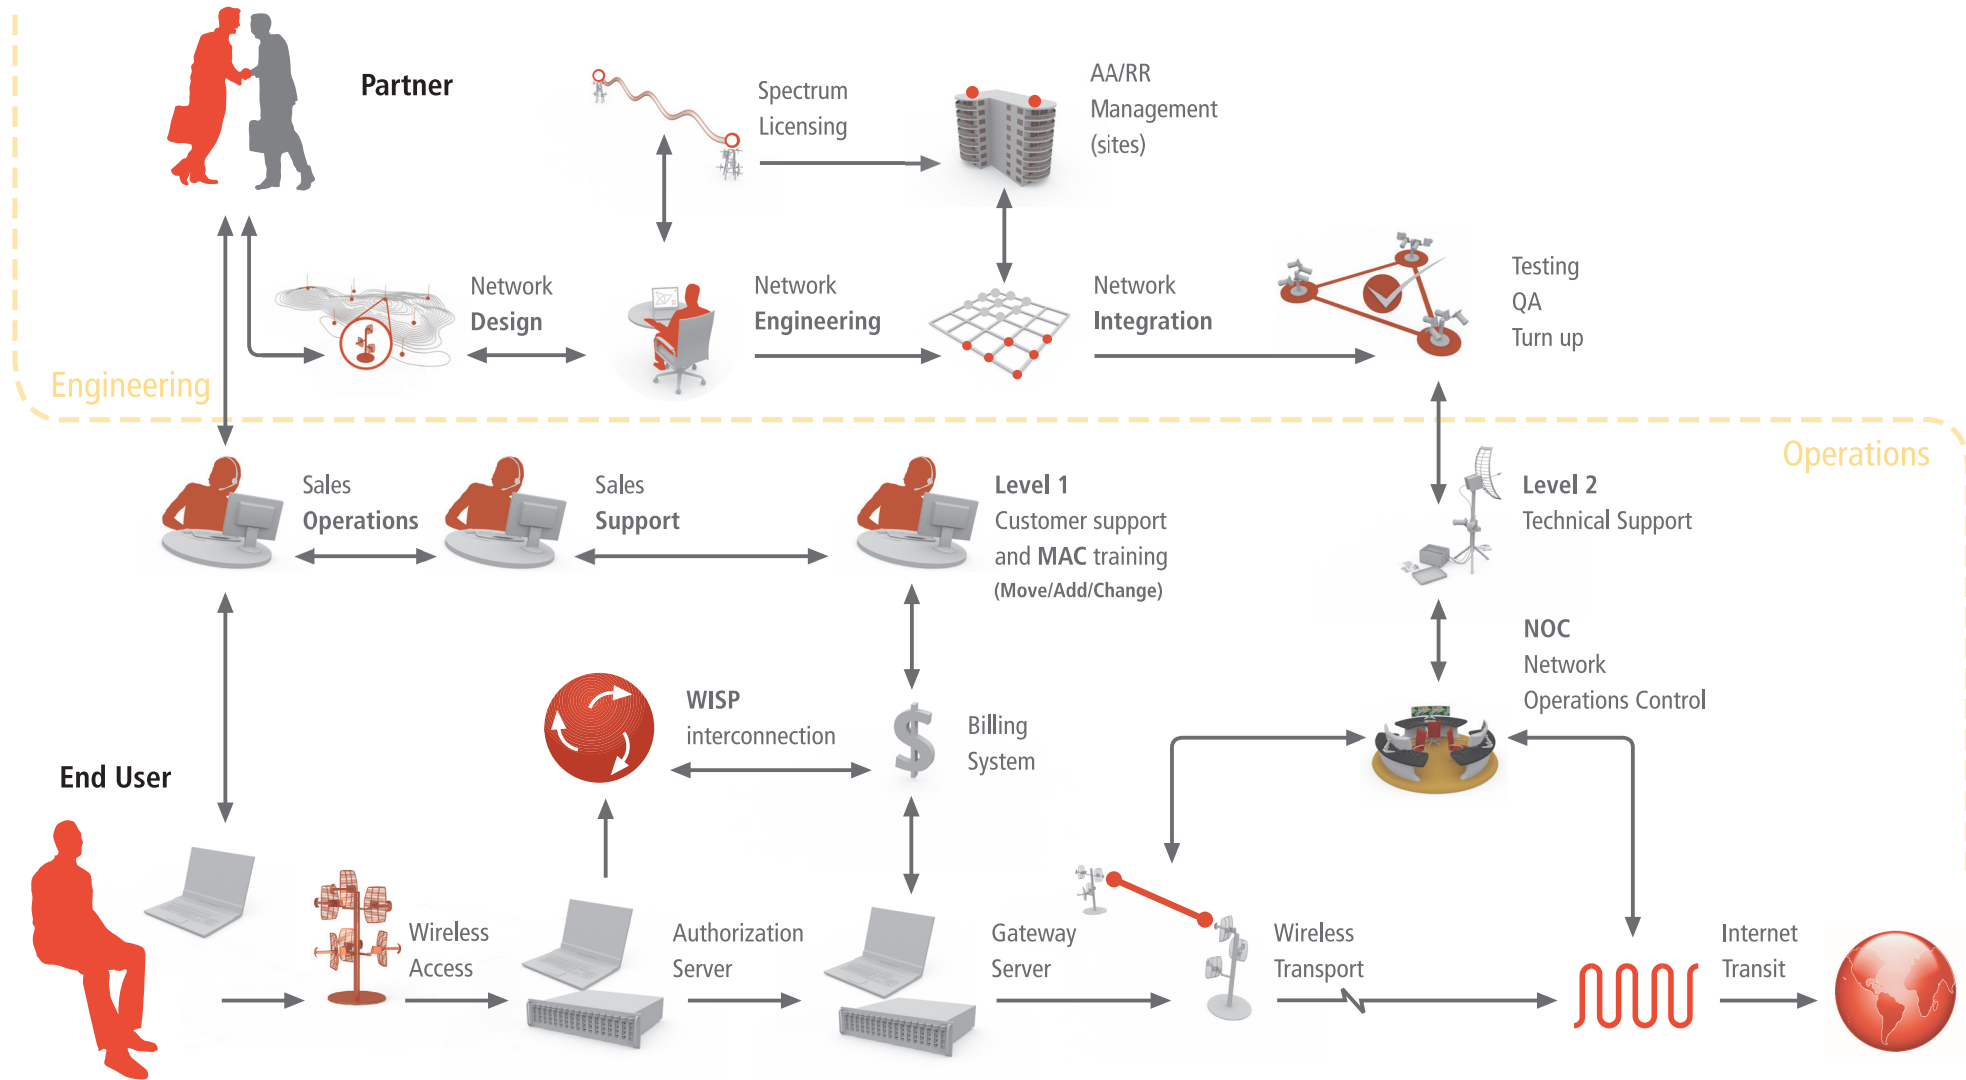 Partner
Spectrum
Licensing
AA/RR
Management
(sites)
Network
Design
Network
Engineering
Network
Integration
Testing
QA
Turn up
Engineering
Operations
Sales
Operations
Sales
Support
Level 1
Customer support
and MAC training
(Move/Add/Change)
Level 2
Technical Support
NOC
Network
Operations Control
WISP
interconnection
Billing
System
End User
Wireless
Access
Authorization
Server
Gateway
Server
Wireless
Transport
Internet
Transit